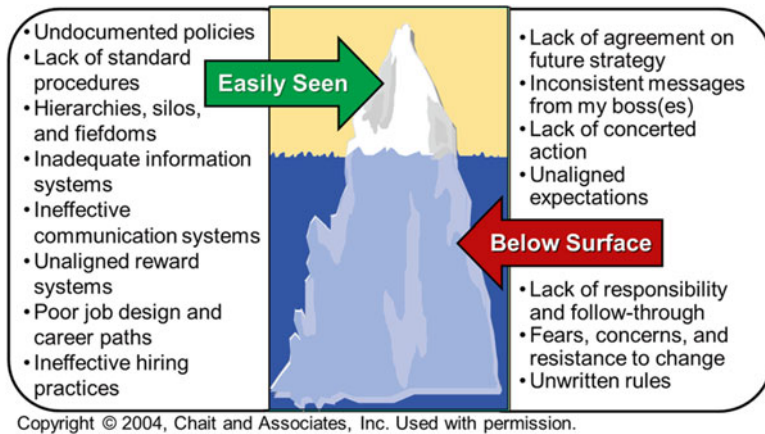 • Undocumented policies
• Lack of standard
procedures
• Hierarchies, silos,
and fiefdoms
• Inadequate information
systems
• Ineffective
communication systems
• Unaligned reward
systems
• Poor job design and
career paths
• Ineffective hiring
practices
Easily Seen
• Lack of agreement on
future strategy
• Inconsistent messages
from my boss(es)
• Lack of concerted
action
• Unaligned
expectations
Below Surface
• Lack of responsibility
and follow-through
• Fears, concerns, and
resistance to change
• Unwritten rules
Copyright © 2004, Chait and Associates, Inc. Used with permission.